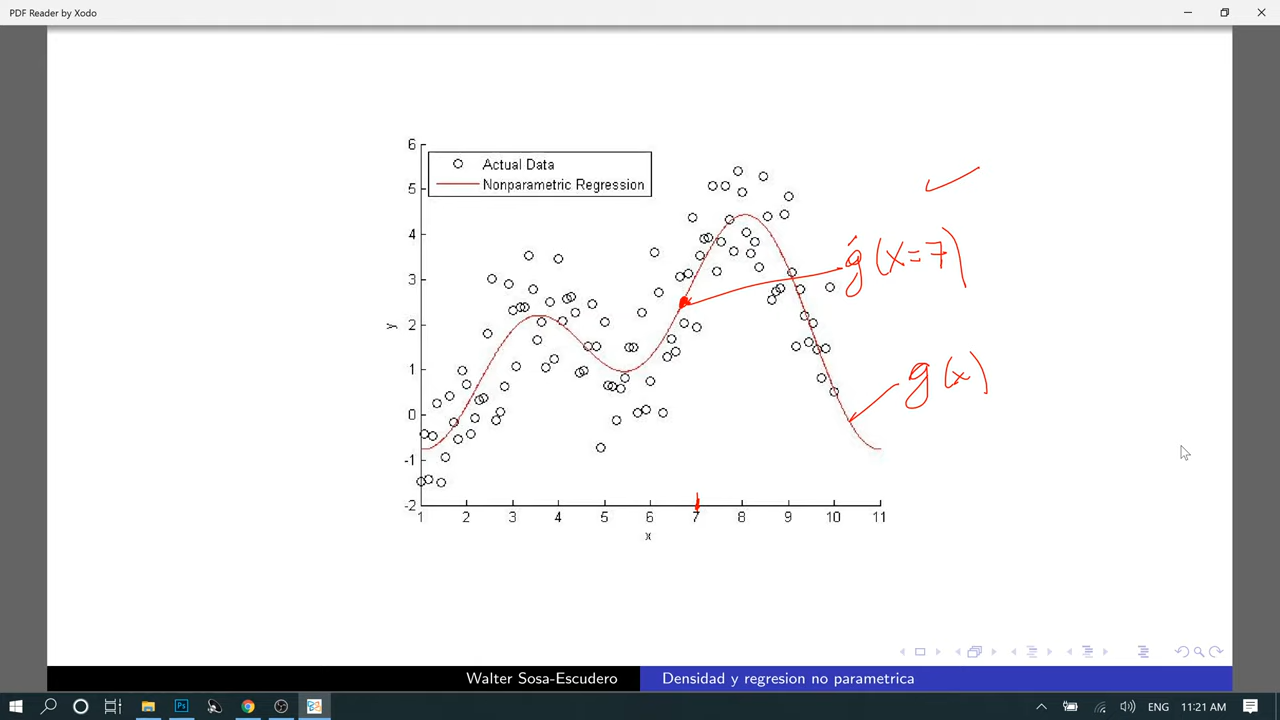 PDF Reader by Xodo
6
Actual Data
Nonparametric Regression
5
4
ĝ(x=7)
3
y
2
1
g(x)
0
-1
-2
1 2 3 4 5 6 7 8 9 10 11
x
Walter Sosa-Escudero Densidad y regresion no parametrica
Ps ENG 11:21 AM